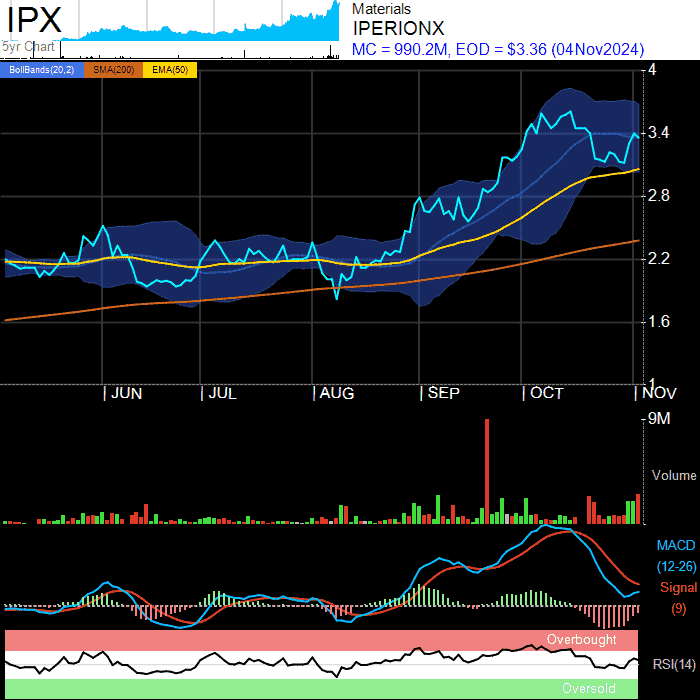 IPX
5yr Chart
Materials
IPERIONX
MC = 990.2M, EOD = $3.36 (04Nov2024)
BollBands(20,2) SMA(200) EMA(50)
4
3.4
2.8
2.2
1.6
1
JUN JUL AUG SEP OCT NOV
9M
Volume
MACD
(12-26)
Signal
(9)
Overbought
RSI(14)
Oversold